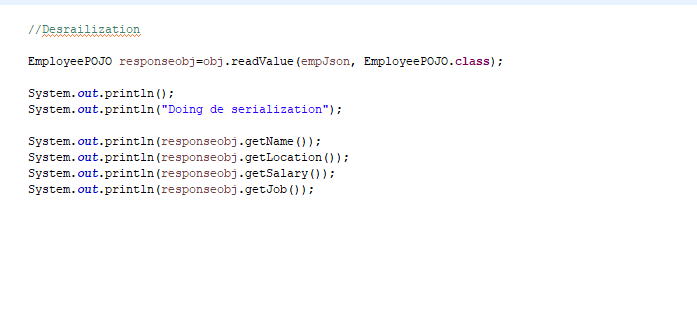 //Desrailization
EmployeePOJO responseobj=obj.readValue(empJson, EmployeePOJO.class);
System.out.println();
System.out.println("Doing de serialization");
System.out.println(responseobj.getName());
System.out.println(responseobj.getLocation());
System.out.println(responseobj.getSalary());
System.out.println(responseobj.getJob());